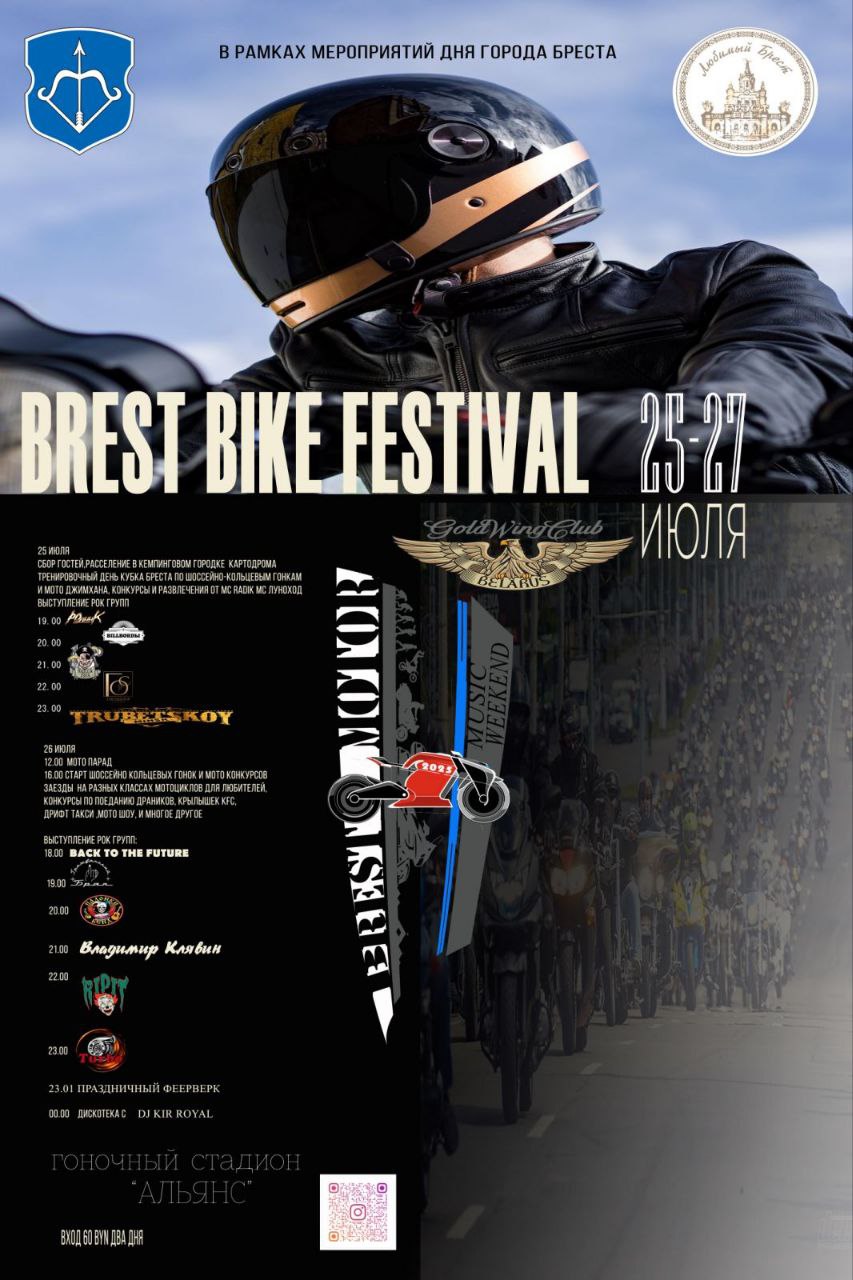 В РАМКАХ МЕРОПРИЯТИЙ ДНЯ ГОРОДА БРЕСТА
Любимый Брест
BREST BIKE FESTIVAL
25-27
ИЮЛЯ
GoldWingClub
BELARUS
25 ИЮЛЯ
СБОР ГОСТЕЙ,РАССЕЛЕНИЕ В КЕМПИНГОВОМ ГОРОДКЕ КАРТОДРОМА
ТРЕНИРОВОЧНЫЙ ДЕНЬ КУБКА БРЕСТА ПО ШОССЕЙНО-КОЛЬЦЕВЫМ ГОНКАМ
И МОТО ДЖИМХАНА, КОНКУРСЫ И РАЗВЛЕЧЕНИЯ ОТ МС RADIK МС ЛУНОХОД
ВЫСТУПЛЕНИЕ РОК ГРУПП
19. 00
20. 00 BILLBORDЫ
21. 00
22. 00
23. 00 TRUBETSKOY
BREST MOTOR
MUSIC
WEEKEND
2025
26 ИЮЛЯ
12.00 МОТО ПАРАД
16.00 СТАРТ ШОССЕЙНО КОЛЬЦЕВЫХ ГОНОК И МОТО КОНКУРСОВ
ЗАЕЗДЫ НА РАЗНЫХ КЛАССАХ МОТОЦИКЛОВ ДЛЯ ЛЮБИТЕЛЕЙ,
КОНКУРСЫ ПО ПОЕДАНИЮ ДРАНИКОВ, КРЫЛЫШЕК KFC,
ДРИФТ ТАКСИ ,МОТО ШОУ, И МНОГОЕ ДРУГОЕ
ВЫСТУПЛЕНИЕ РОК ГРУПП:
18.00 BACK TO THE FUTURE
19.00
20.00
21.00 Владимир Клявин
22.00 RIPIT
23.00 Turbo
23.01 ПРАЗДНИЧНЫЙ ФЕЕРВЕРК
00.00 ДИСКОТЕКА С DJ KIR ROYAL
ГОНОЧНЫЙ СТАДИОН
“АЛЬЯНС”
ВХОД 60 BYN ДВА ДНЯ